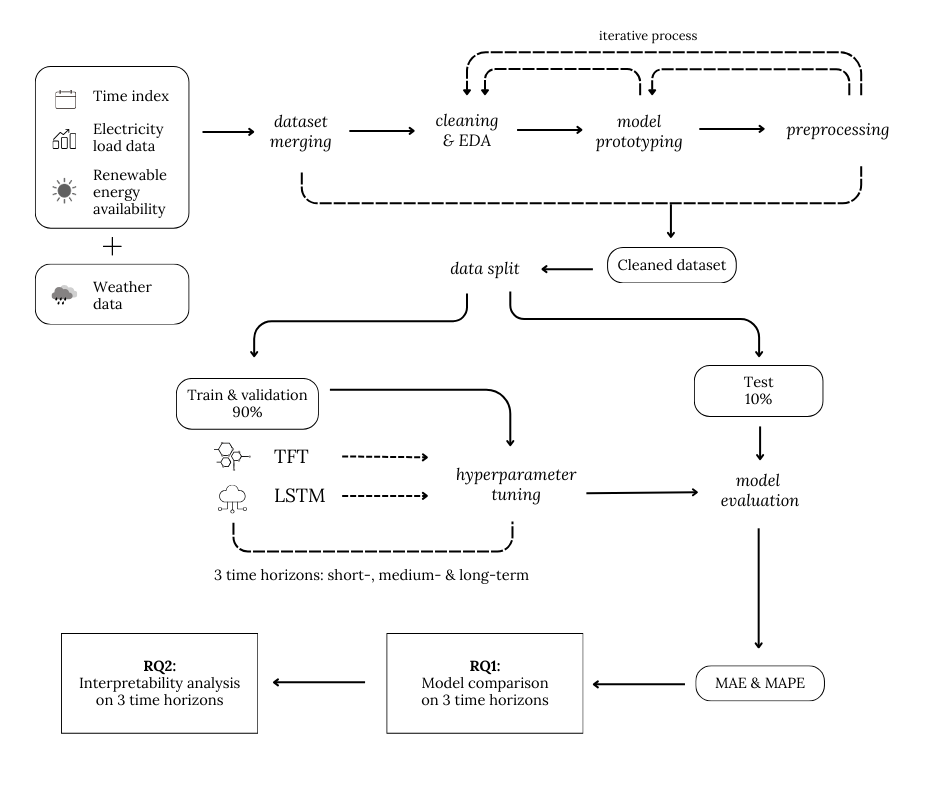 iterative process
Time index
Electricity
load data
Renewable
energy
availability
Weather
data
dataset
merging
cleaning
& EDA
model
prototyping
preprocessing
Cleaned dataset
data split
Train & validation
90%
Test
10%
TFT
LSTM
hyperparameter
tuning
model
evaluation
3 time horizons: short-, medium- & long-term
MAE & MAPE
RQ1:
Model comparison
on 3 time horizons
RQ2:
Interpretability analysis
on 3 time horizons